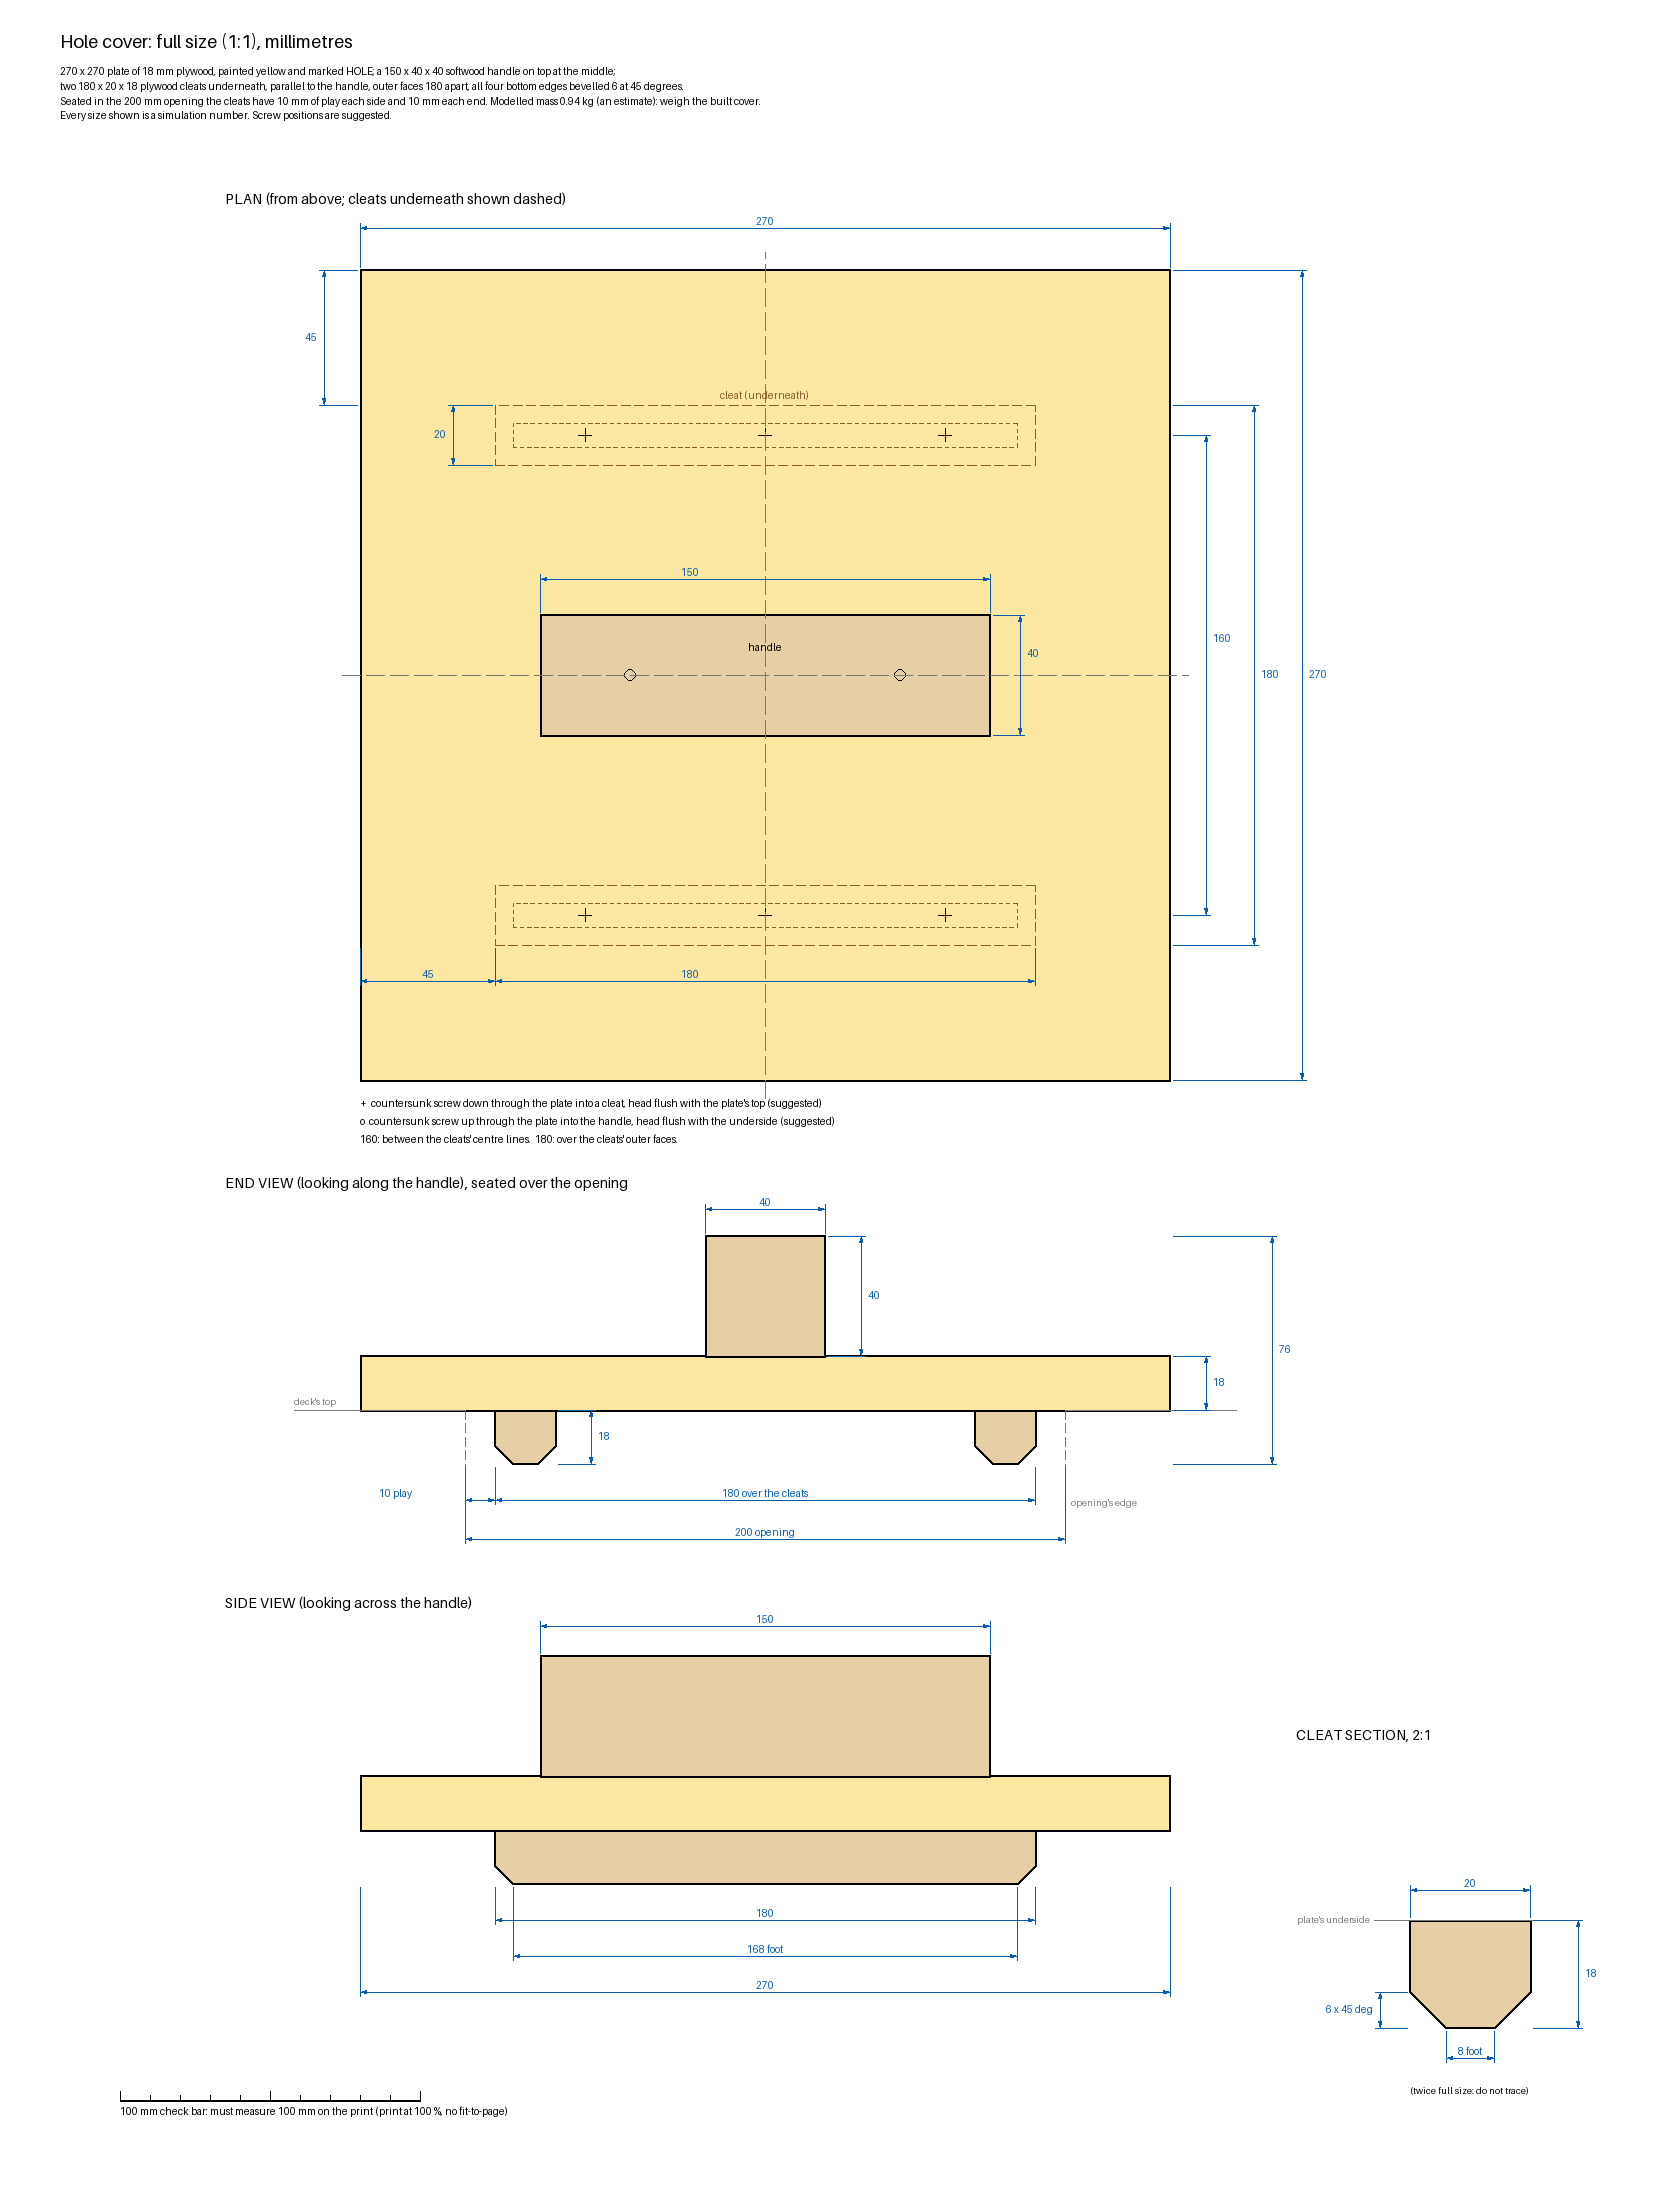 Hole cover: full size (1:1), millimetres
270 x 270 plate of 18 mm plywood, painted yellow and marked HOLE; a 150 x 40 x 40 softwood handle on top at the middle;
two 180 x 20 x 18 plywood cleats underneath, parallel to the handle, outer faces 180 apart, all four bottom edges bevelled 6 at 45 degrees.
Seated in the 200 mm opening the cleats have 10 mm of play each side and 10 mm each end. Modelled mass 0.94 kg (an estimate): weigh the built cover.
Every size shown is a simulation number. Screw positions are suggested.
PLAN (from above; cleats underneath shown dashed)
270
45
cleat (underneath)
20
150
handle
40
160
180
270
45
180
+ countersunk screw down through the plate into a cleat, head flush with the plate's top (suggested)
o countersunk screw up through the plate into the handle, head flush with the underside (suggested)
160: between the cleats' centre lines. 180: over the cleats' outer faces.
END VIEW (looking along the handle), seated over the opening
40
40
76
18
deck's top
18
10 play
180 over the cleats
opening's edge
200 opening
SIDE VIEW (looking across the handle)
150
CLEAT SECTION, 2:1
180
168 foot
270
20
plate's underside
18
6 x 45 deg
8 foot
(twice full size: do not trace)
100 mm check bar: must measure 100 mm on the print (print at 100 %, no fit-to-page)